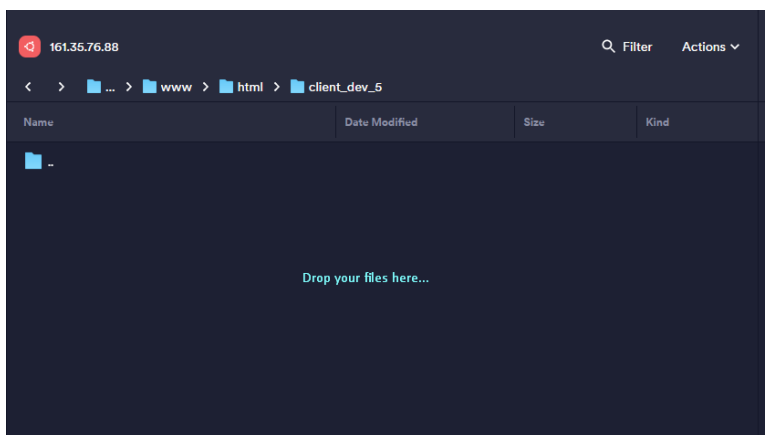 161.35.76.88 Filter Actions
... www html client_dev_5
Name Date Modified Size Kind
..
Drop your files here...